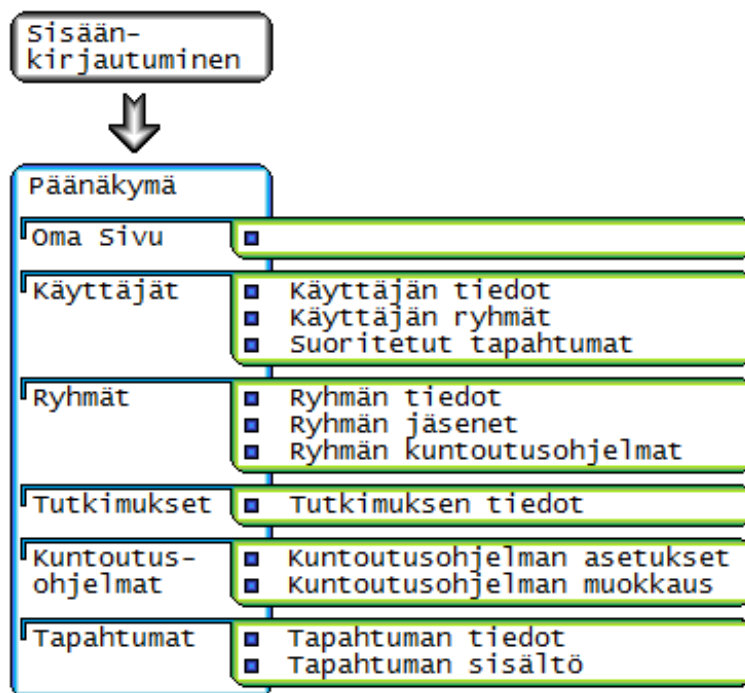 Sisään-
kirjautuminen
Päänäkymä
Oma Sivu
Käyttäjät
Käyttäjän tiedot
Käyttäjän ryhmät
Suoritetut tapahtumat
Ryhmät
Ryhmän tiedot
Ryhmän jäsenet
Ryhmän kuntoutusohjelmat
Tutkimukset
Tutkimuksen tiedot
Kuntoutus-
ohjelmat
Kuntoutusohjelman asetukset
Kuntoutusohjelman muokkaus
Tapahtumat
Tapahtuman tiedot
Tapahtuman sisältö